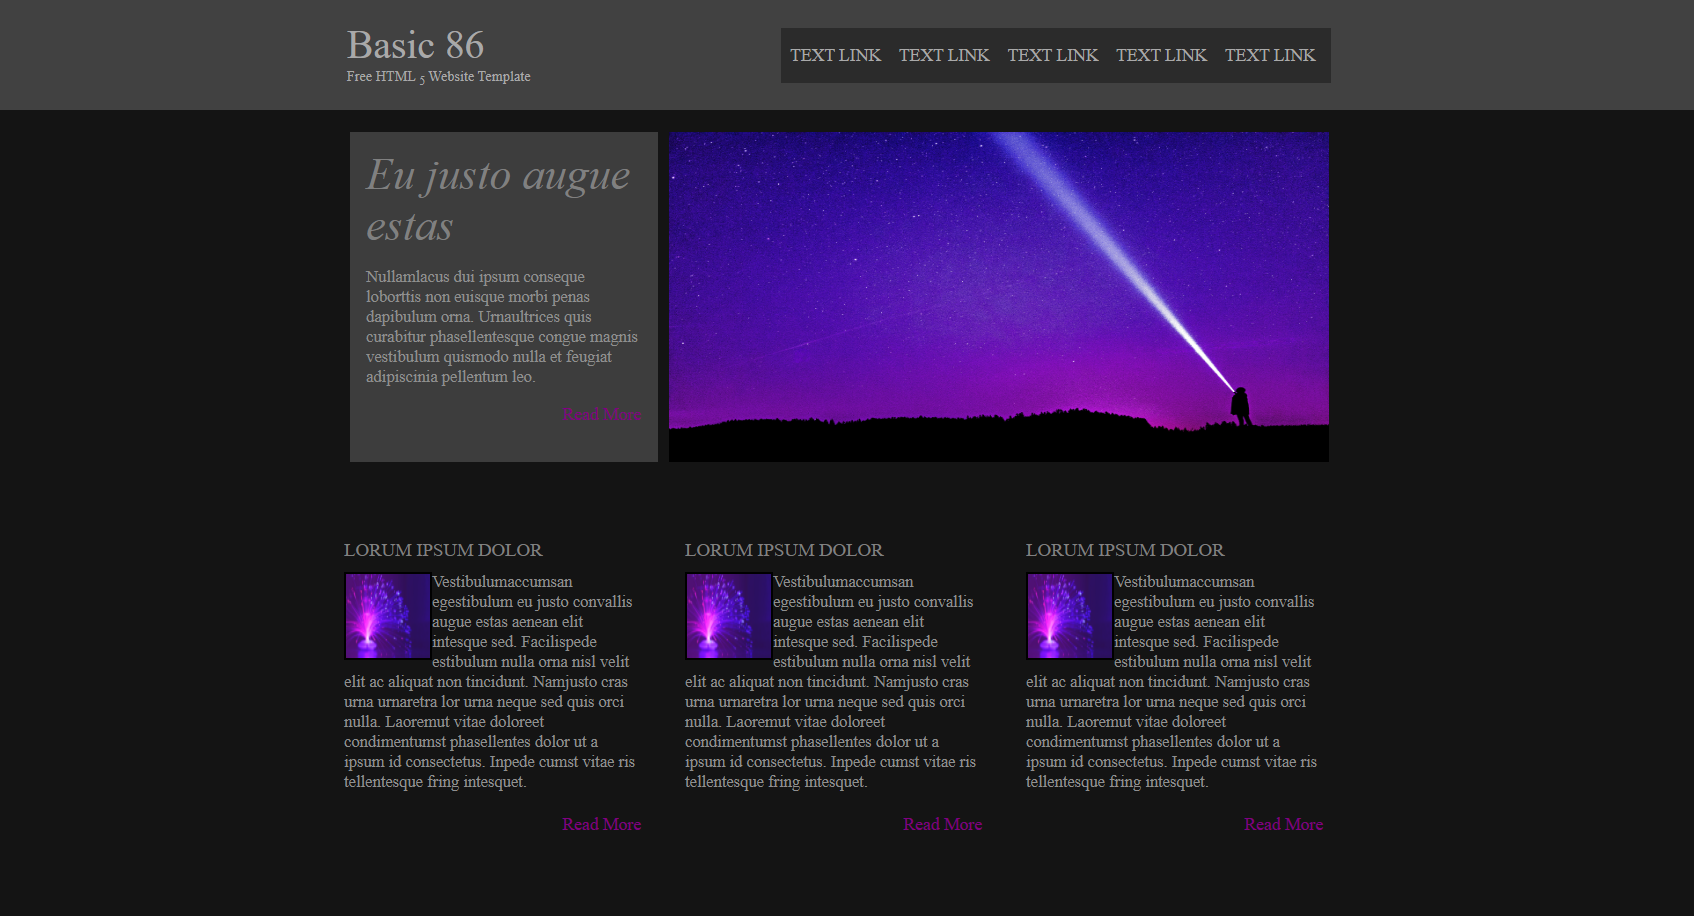 Basic 86
Free HTML 5 Website Template
TEXT LINK TEXT LINK TEXT LINK TEXT LINK TEXT LINK
Eu justo augue
estas
Nullamlacus dui ipsum conseque
loborttis non euisque morbi penas
dapibulum orna. Urnaultrices quis
curabitur phasellentesque congue magnis
vestibulum quismodo nulla et feugiat
adipiscinia pellentum leo.
Read More
LORUM IPSUM DOLOR
Vestibulumaccumsan
egestibulum eu justo convallis
augue estas aenean elit
intesque sed. Facilispede
estibulum nulla orna nisl velit
elit ac aliquat non tincidunt. Namjusto cras
urna urnaretra lor urna neque sed quis orci
nulla. Laoremut vitae doloreet
condimentumst phasellentes dolor ut a
ipsum id consectetus. Inpede cumst vitae ris
tellentesque fring intesquet.
Read More
LORUM IPSUM DOLOR
Vestibulumaccumsan
egestibulum eu justo convallis
augue estas aenean elit
intesque sed. Facilispede
estibulum nulla orna nisl velit
elit ac aliquat non tincidunt. Namjusto cras
urna urnaretra lor urna neque sed quis orci
nulla. Laoremut vitae doloreet
condimentumst phasellentes dolor ut a
ipsum id consectetus. Inpede cumst vitae ris
tellentesque fring intesquet.
Read More
LORUM IPSUM DOLOR
Vestibulumaccumsan
egestibulum eu justo convallis
augue estas aenean elit
intesque sed. Facilispede
estibulum nulla orna nisl velit
elit ac aliquat non tincidunt. Namjusto cras
urna urnaretra lor urna neque sed quis orci
nulla. Laoremut vitae doloreet
condimentumst phasellentes dolor ut a
ipsum id consectetus. Inpede cumst vitae ris
tellentesque fring intesquet.
Read More